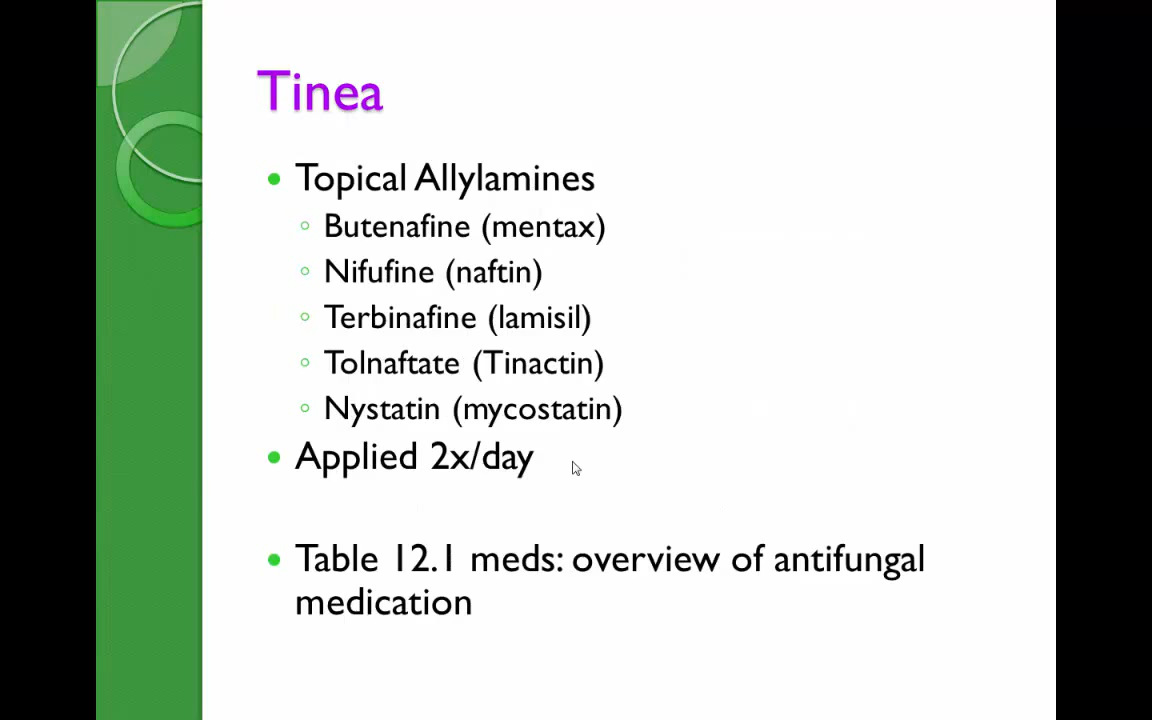 Tinea
Topical Allylamines
Butenafine (mentax)
Nifufine (naftin)
Terbinafine (lamisil)
Tolnaftate (Tinactin)
Nystatin (mycostatin)
Applied 2x/day
Table 12.1 meds: overview of antifungal
medication